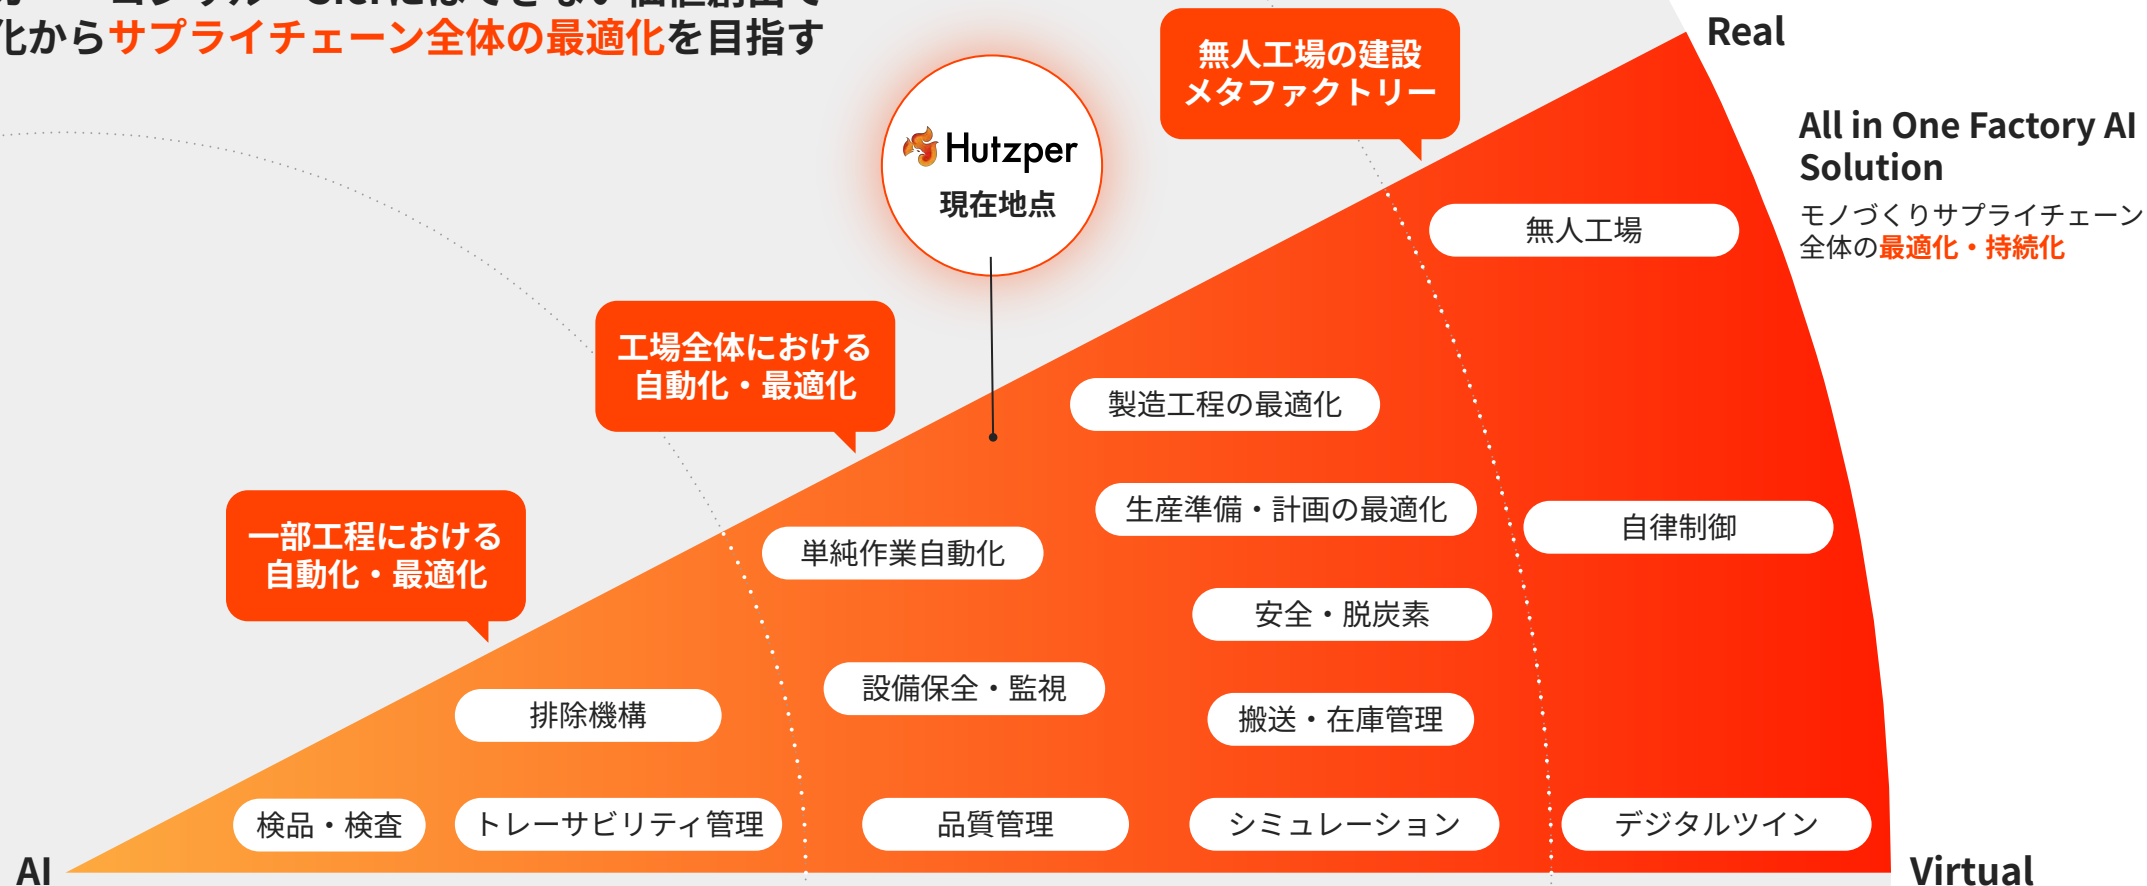 化からサプライチェーン全体の最適化を目指す
Real
無人工場の建設
メタファクトリー
Hutzper
現在地点
All in One Factory AI
Solution
モノづくりサプライチェーン
全体の最適化・持続化
無人工場
工場全体における
自動化・最適化
製造工程の最適化
生産準備・計画の最適化
自律制御
一部工程における
自動化・最適化
単純作業自動化
安全・脱炭素
設備保全・監視
排除機構
搬送・在庫管理
検品・検査
トレーサビリティ管理
品質管理
シミュレーション
デジタルツイン
AI
Virtual